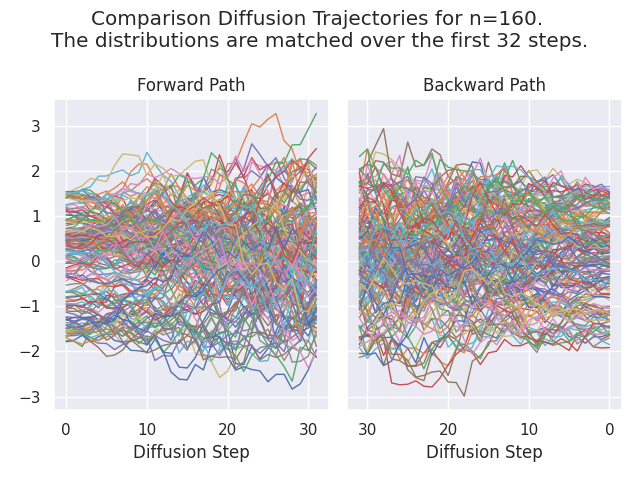 Comparison Diffusion Trajectories for n=160.
The distributions are matched over the first 32 steps.
Forward Path
Backward Path
3
2
1
0
−1
−2
−3
0
10
20
30
30
20
10
0
Diffusion Step
Diffusion Step